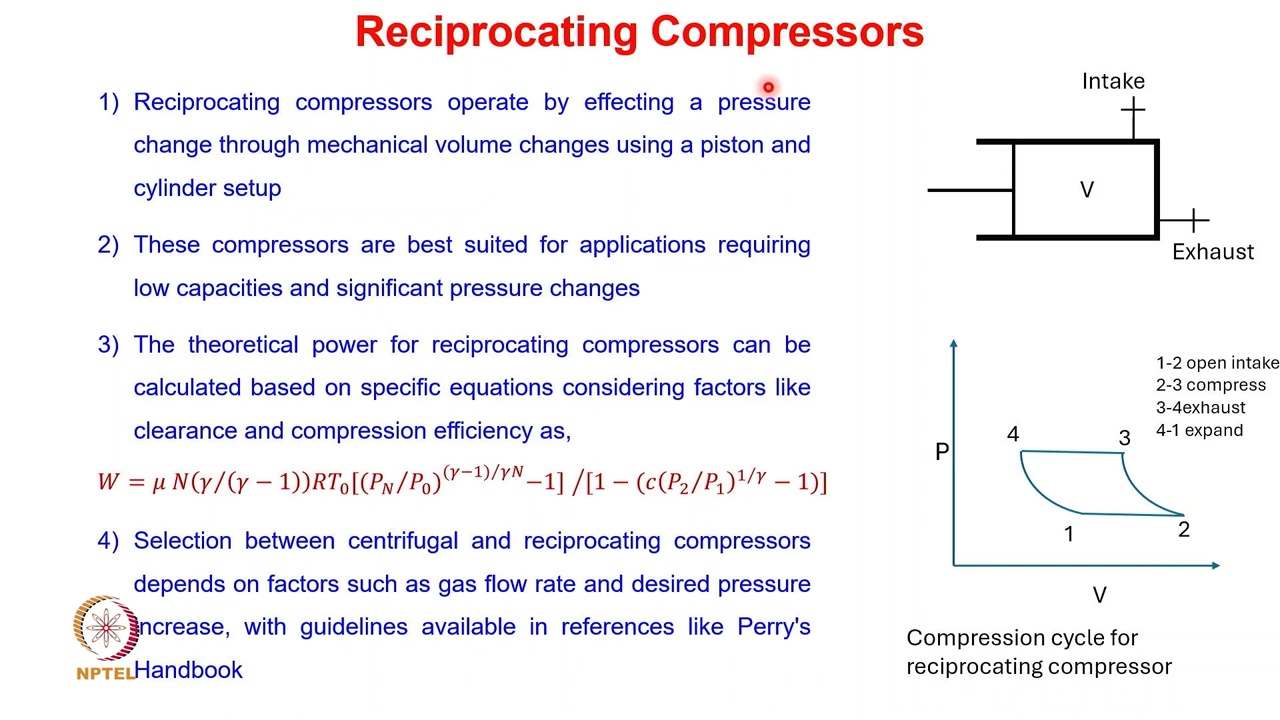 Reciprocating Compressors
1) Reciprocating compressors operate by effecting a pressure
change through mechanical volume changes using a piston and
cylinder setup
2) These compressors are best suited for applications requiring
low capacities and significant pressure changes
3) The theoretical power for reciprocating compressors can be
calculated based on specific equations considering factors like
clearance and compression efficiency as,
W = μ N(γ/(γ − 1))RT₀[(P_N/P₀)^(γ−1)/γN −1] /[1 − (c(P₂/P₁)^1/γ − 1)]
4) Selection between centrifugal and reciprocating compressors
depends on factors such as gas flow rate and desired pressure
increase, with guidelines available in references like Perry's
Handbook
NPTEL
Intake
V
Exhaust
1-2 open intake
2-3 compress
3-4exhaust
4-1 expand
4
3
P
1
2
V
Compression cycle for
reciprocating compressor